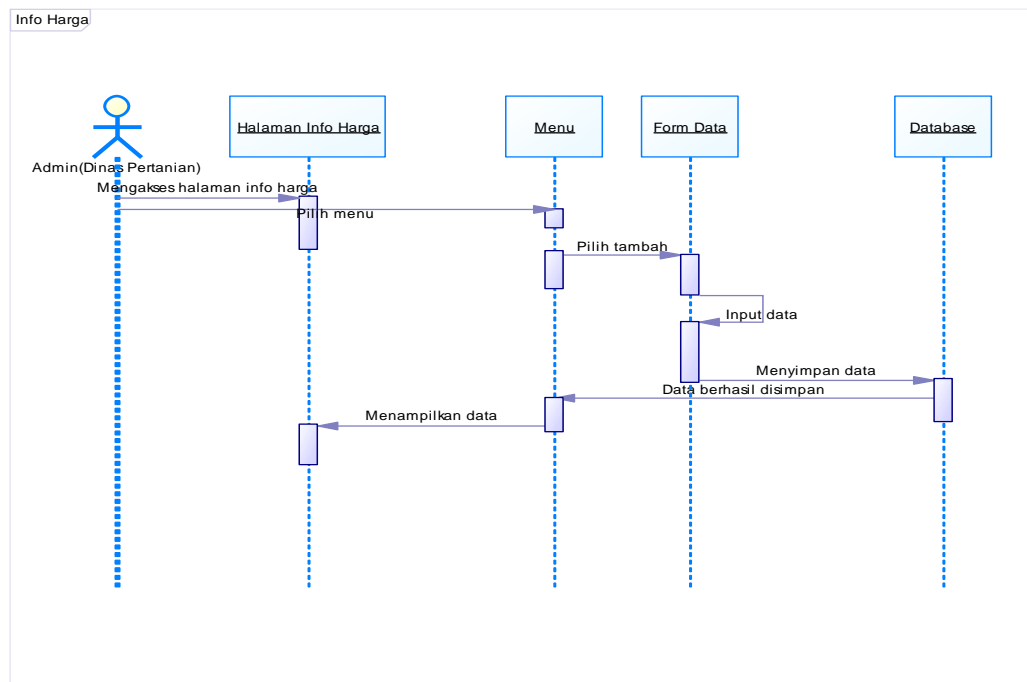 Info Harga
Halaman Info Harga
Menu
Form Data
Database
Admin(Dinas Pertanian)
Mengakses halaman info harga
Pilih menu
Pilih tambah
Input data
Menyimpan data
Data berhasil disimpan
Menampilkan data